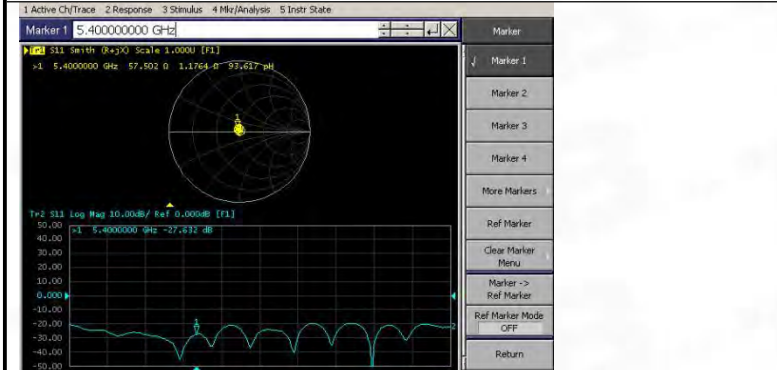 1 Active Ch/Trace 2 Response 3 Stimulus 4 Mkr/Analysis 5 Instr State
Marker 1 5.400000000 GHz
Tr1 S11 Smith (R+jX) Scale 1.000U [F1]
>1 5.4000000 GHz 57.502 Ω 1.1764 Ω 93.617 pH
1
Tr2 S11 Log Mag 10.00dB/ Ref 0.000dB [F1]
>1 5.4000000 GHz -27.632 dB
50.00
40.00
30.00
20.00
10.00
0.000
-10.00
-20.00
-30.00
-40.00
-50.00
1
2
Marker
√ Marker 1
Marker 2
Marker 3
Marker 4
More Markers
Ref Marker
Clear Marker
Menu
Marker ->
Ref Marker
Ref Marker Mode
OFF
Return